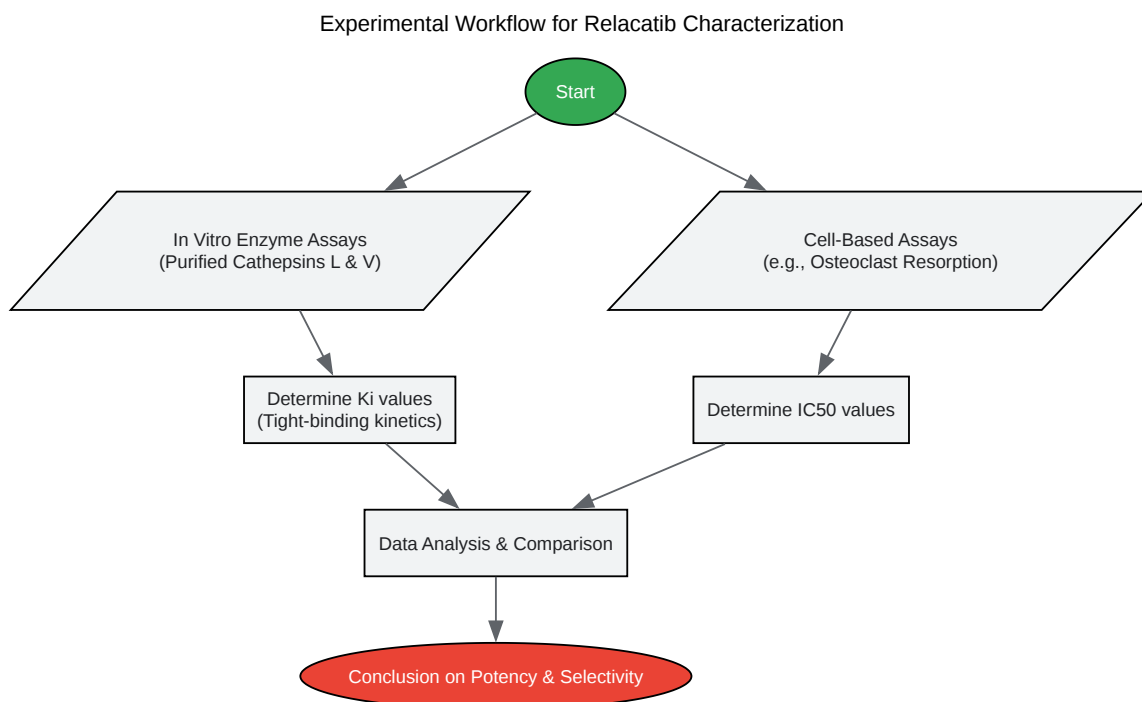 Experimental Workflow for Relacatib Characterization
Start
In Vitro Enzyme Assays
(Purified Cathepsins L & V)
Cell-Based Assays
(e.g., Osteoclast Resorption)
Determine Ki values
(Tight-binding kinetics)
Determine IC50 values
Data Analysis & Comparison
Conclusion on Potency & Selectivity